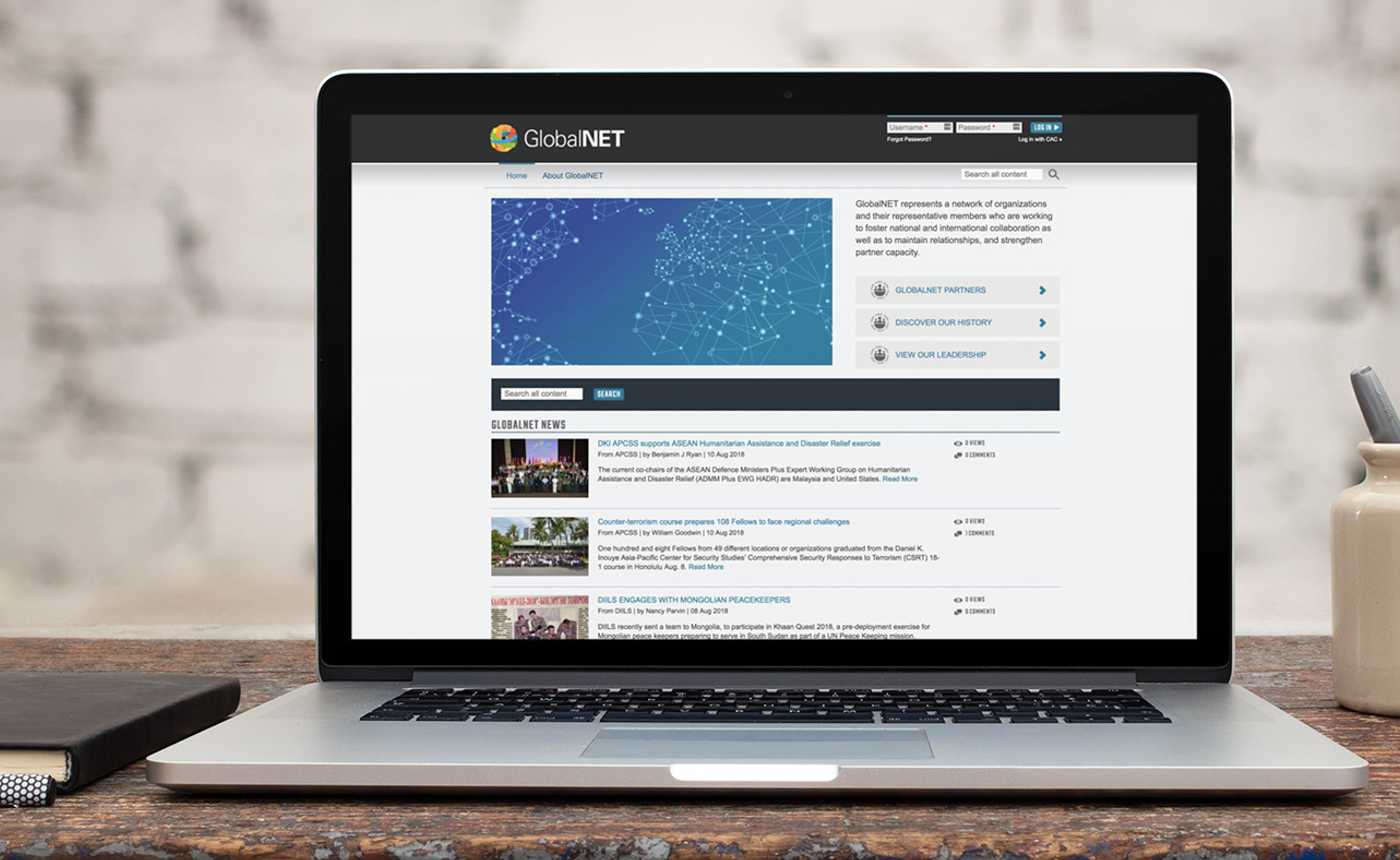 GlobalNET
Username *
Password *
LOG IN
Forgot Password?
Log in with CAC »
Home
About GlobalNET
Search all content
GlobalNET represents a network of organizations
and their representative members who are working
to foster national and international collaboration as
well as to maintain relationships, and strengthen
partner capacity.
GLOBALNET PARTNERS
DISCOVER OUR HISTORY
VIEW OUR LEADERSHIP
Search all content
SEARCH
GLOBALNET NEWS
DKI APCSS supports ASEAN Humanitarian Assistance and Disaster Relief exercise
From APCSS | by Benjamin J Ryan | 10 Aug 2018
The current co-chairs of the ASEAN Defence Ministers Plus Expert Working Group on Humanitarian
Assistance and Disaster Relief (ADMM Plus EWG HADR) are Malaysia and United States. Read More
0 VIEWS
0 COMMENTS
Counter-terrorism course prepares 108 Fellows to face regional challenges
From APCSS | by William Goodwin | 10 Aug 2018
One hundred and eight Fellows from 49 different locations or organizations graduated from the Daniel K.
Inouye Asia-Pacific Center for Security Studies' Comprehensive Security Responses to Terrorism (CSRT) 18-
1 course in Honolulu Aug. 8. Read More
0 VIEWS
1 COMMENTS
DIILS ENGAGES WITH MONGOLIAN PEACEKEEPERS
From DIILS | by Nancy Parvin | 08 Aug 2018
DIILS recently sent a team to Mongolia, to participate in Khaan Quest 2018, a pre-deployment exercise for
Mongolian peace keepers preparing to serve in South Sudan as part of a UN Peace Keeping mission.
0 VIEWS
0 COMMENTS